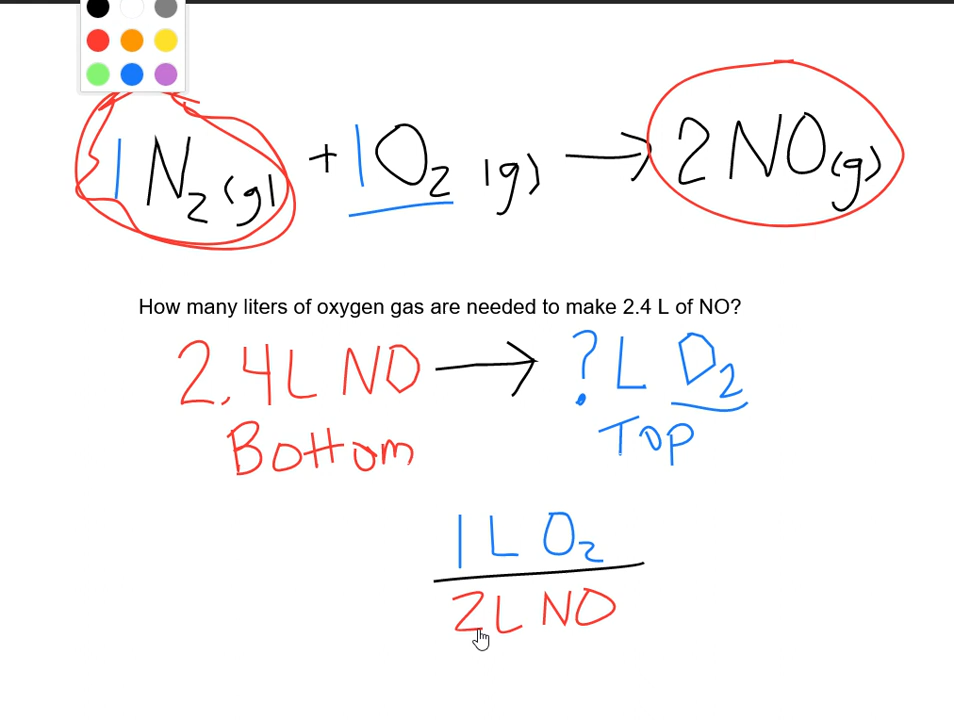 1 N2(g) + 1 O2 (g) → 2 NO(g)
How many liters of oxygen gas are needed to make 2.4 L of NO?
2.4 L NO → ? L O2
Bottom Top
1 L O2
2 L NO